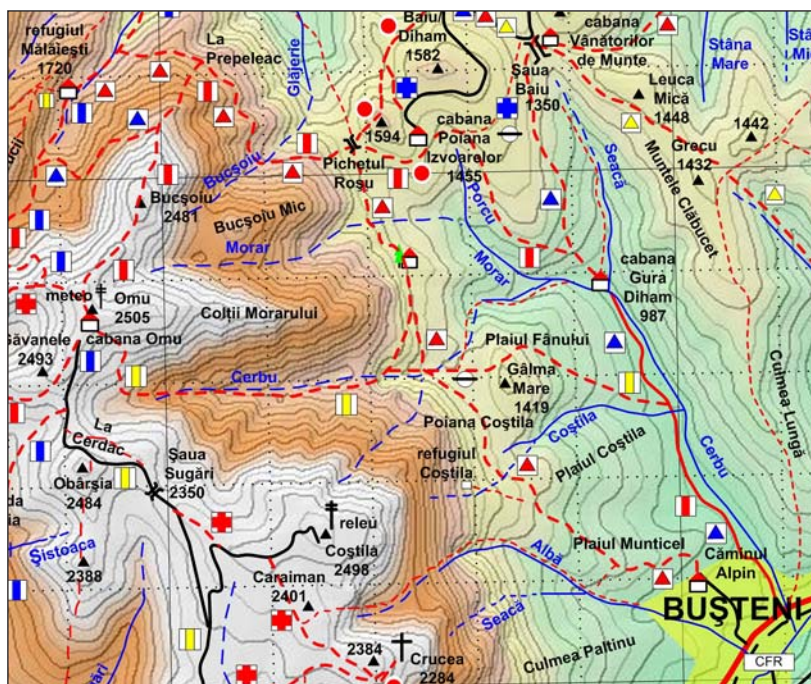 refugiul
Mălăiești
1720
La
Prepeleac
Glăjerie
Baiu/
Diham
1582
cabana
Vânătorilor
de Munte
Stâna
Mare
Șaua
Baiu
1350
Leuca
Mică
1448
1442
Grecu
1432
Muntele Clăbucet
1594
cabana
Poiana
Izvoarelor
1455
Pichetul
Roșu
Bucșoiu
Seacă
Porcu
Bucșoiu
2481
Bucșoiu Mic
Morar
Morar
cabana
Gura
Diham
987
meteo
Omu
2505
cabana Omu
Colții Morarului
Găvanele
2493
Plaiul Fânului
Cerbu
Gâlma
Mare
1419
Culmea Lungă
Poiana Coștila
Coștila
La
Cerdac
Șaua
Sugări
2350
refugiul
Coștila
Plaiul Coștila
Cerbu
Obârșia
2484
releu
Coștila
2498
Șistoaca
2388
Albă
Plaiul Munticel
Căminul
Alpin
Caraiman
2401
Seacă
BUȘTENI
2384
Crucea
2284
Culmea Paltinu
CFR